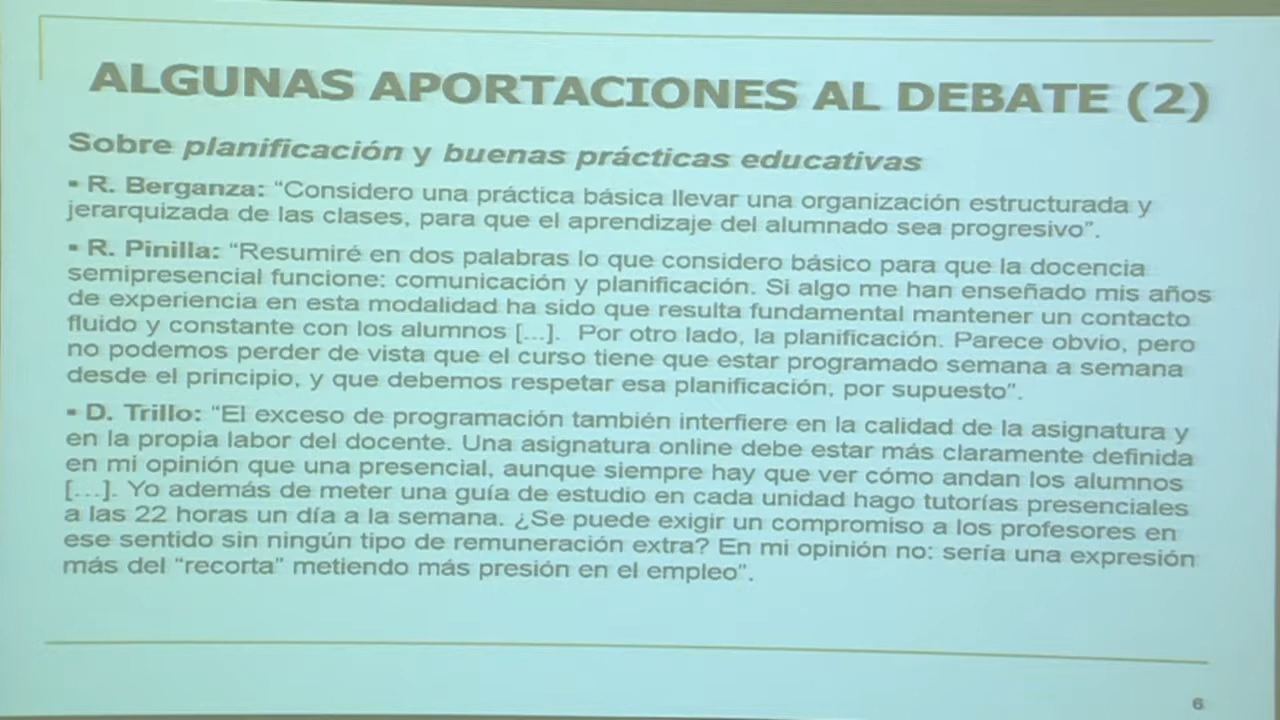 ALGUNAS APORTACIONES AL DEBATE (2)
Sobre planificación y buenas prácticas educativas
▪ R. Berganza: “Considero una práctica básica llevar una organización estructurada y
jerarquizada de las clases, para que el aprendizaje del alumnado sea progresivo”.
▪ R. Pinilla: “Resumiré en dos palabras lo que considero básico para que la docencia
semipresencial funcione: comunicación y planificación. Si algo me han enseñado mis años
de experiencia en esta modalidad ha sido que resulta fundamental mantener un contacto
fluido y constante con los alumnos [...]. Por otro lado, la planificación. Parece obvio, pero
no podemos perder de vista que el curso tiene que estar programado semana a semana
desde el principio, y que debemos respetar esa planificación, por supuesto”.
▪ D. Trillo: “El exceso de programación también interfiere en la calidad de la asignatura y
en la propia labor del docente. Una asignatura online debe estar más claramente definida
en mi opinión que una presencial, aunque siempre hay que ver cómo andan los alumnos
[...]. Yo además de meter una guía de estudio en cada unidad hago tutorías presenciales
a las 22 horas un día a la semana. ¿Se puede exigir un compromiso a los profesores en
ese sentido sin ningún tipo de remuneración extra? En mi opinión no: sería una expresión
más del “recorta” metiendo más presión en el empleo”.
6